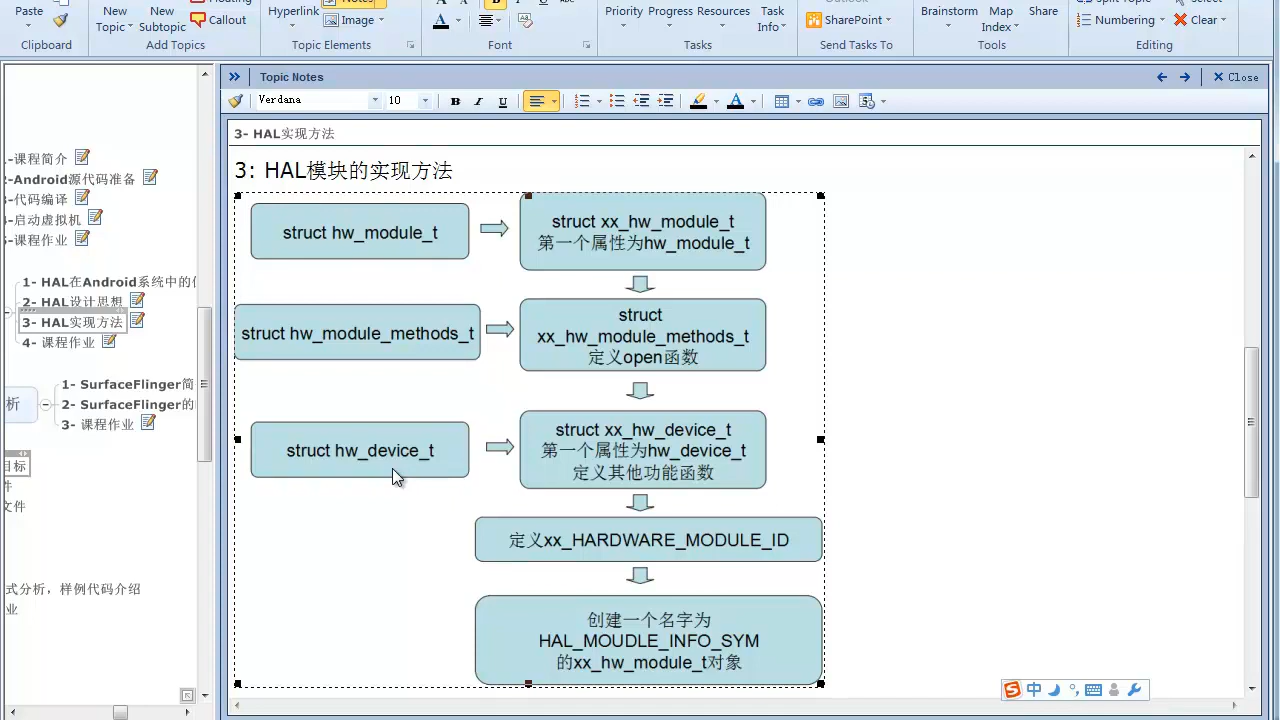 Paste
New Topic
New Subtopic
Floating
Callout
Hyperlink
Notes
Image
Priority
Progress
Resources
Task Info
SharePoint
Brainstorm
Map Index
Share
Split Topic
Select
Numbering
Clear
Clipboard
Add Topics
Topic Elements
Font
Tasks
Send Tasks To
Tools
Editing
Topic Notes
Close
Verdana
10
B I U
3- HAL实现方法
3: HAL模块的实现方法
struct hw_module_t
struct xx_hw_module_t
第一个属性为hw_module_t
struct hw_module_methods_t
struct
xx_hw_module_methods_t
定义open函数
struct hw_device_t
struct xx_hw_device_t
第一个属性为hw_device_t
定义其他功能函数
定义xx_HARDWARE_MODULE_ID
创建一个名字为
HAL_MOUDLE_INFO_SYM
的xx_hw_module_t对象
-课程简介
-Android源代码准备
-代码编译
-启动虚拟机
-课程作业
1- HAL在Android系统中的
2- HAL设计思想
3- HAL实现方法
4- 课程作业
析
1- SurfaceFlinger简
2- SurfaceFlinger的
3- 课程作业
目标
件
文件
式分析，样例代码介绍
业
中